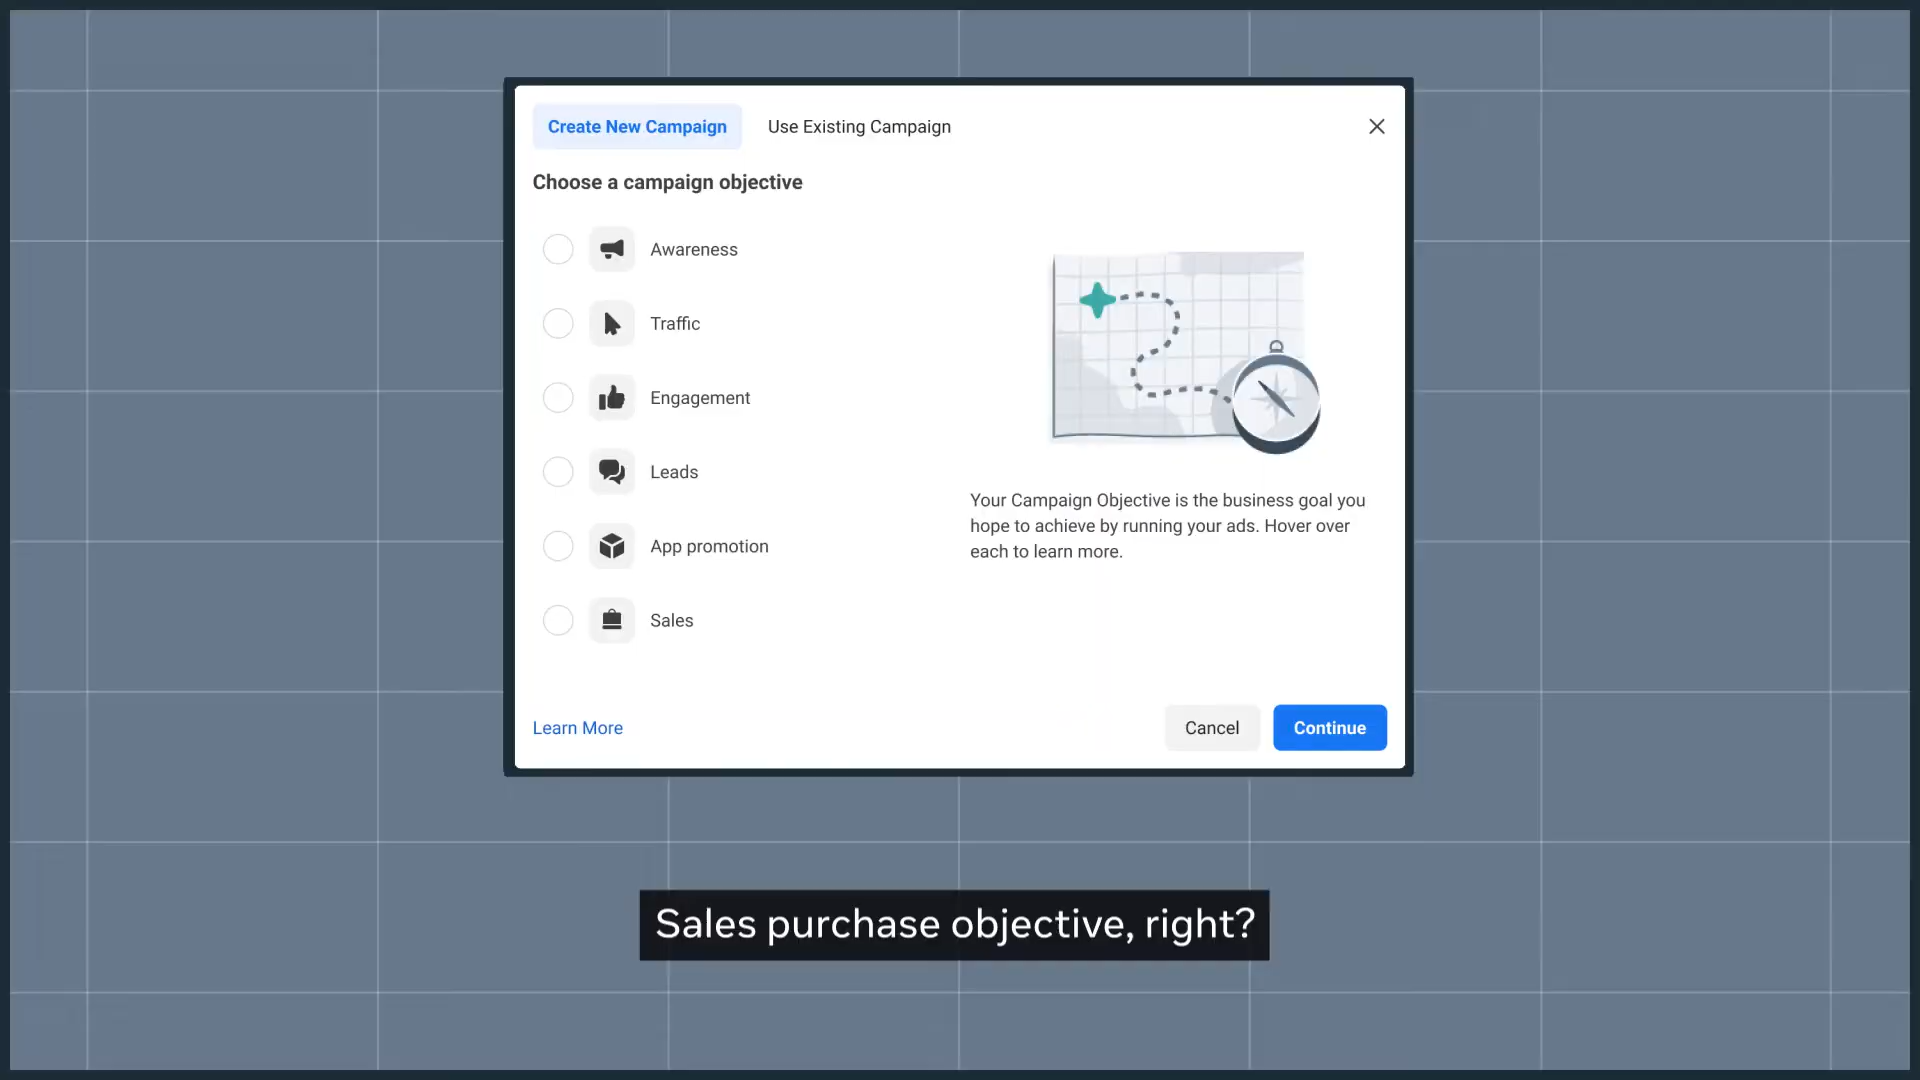 Create New Campaign
Use Existing Campaign
Choose a campaign objective
Awareness
Traffic
Engagement
Leads
App promotion
Sales
Your Campaign Objective is the business goal you
hope to achieve by running your ads. Hover over
each to learn more.
Learn More
Cancel
Continue
Sales purchase objective, right?